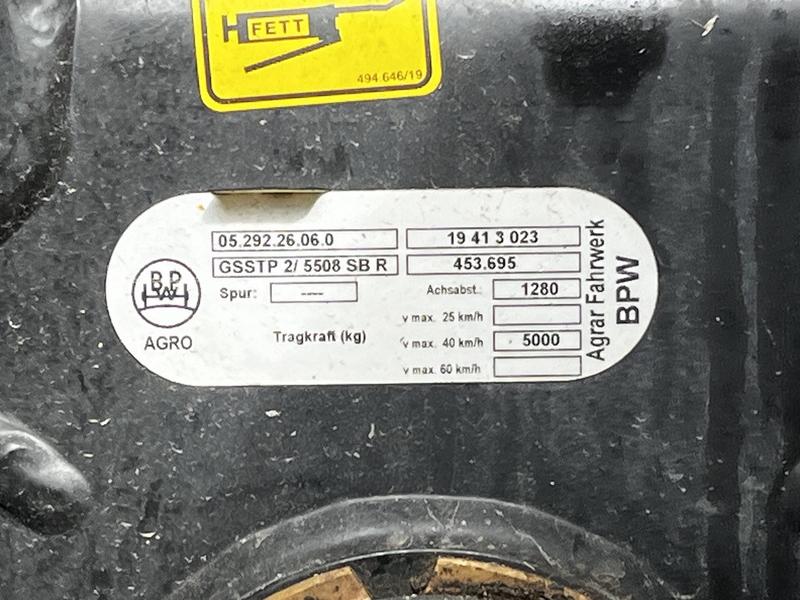 FETT
494.646/19
05.292.26.06.0
19 41 3 023
GSSTP 2/ 5508 SB R
453.695
Spur: ----
Achsabst.: 1280
v max. 25 km/h
Tragkraft (kg)
v max. 40 km/h 5000
v max. 60 km/h
BPW
AGRO
Agrar Fahrwerk
BPW